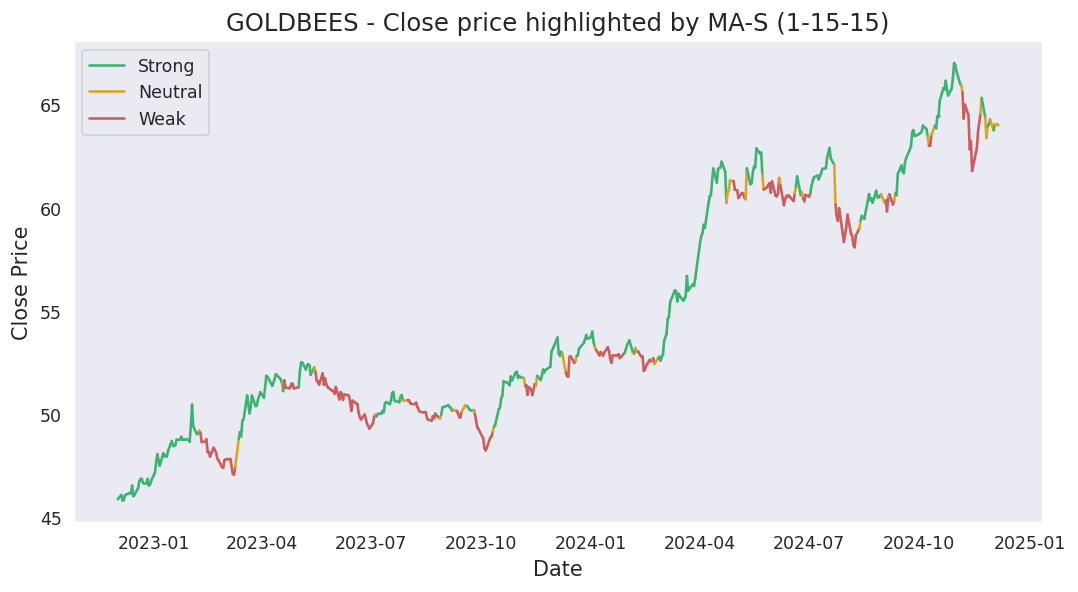 GOLDBEES - Close price highlighted by MA-S (1-15-15)
Strong
Neutral
Weak
Close Price
65
60
55
50
45
2023-01 2023-04 2023-07 2023-10 2024-01 2024-04 2024-07 2024-10 2025-01
Date